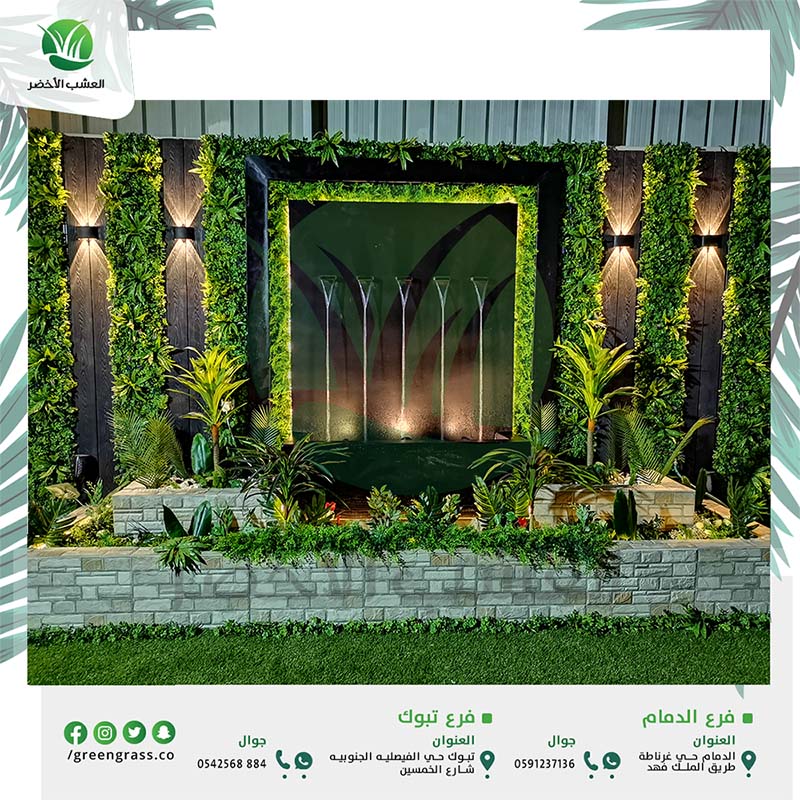 العشب الأخضر
فرع الدمام
العنوان
الدمام حي غرناطة
طريق الملك فهد
جوال
0591237136
فرع تبوك
العنوان
تبوك حي الفيصليه الجنوبيه
شارع الخمسين
جوال
0542568 884
/greengrass.co